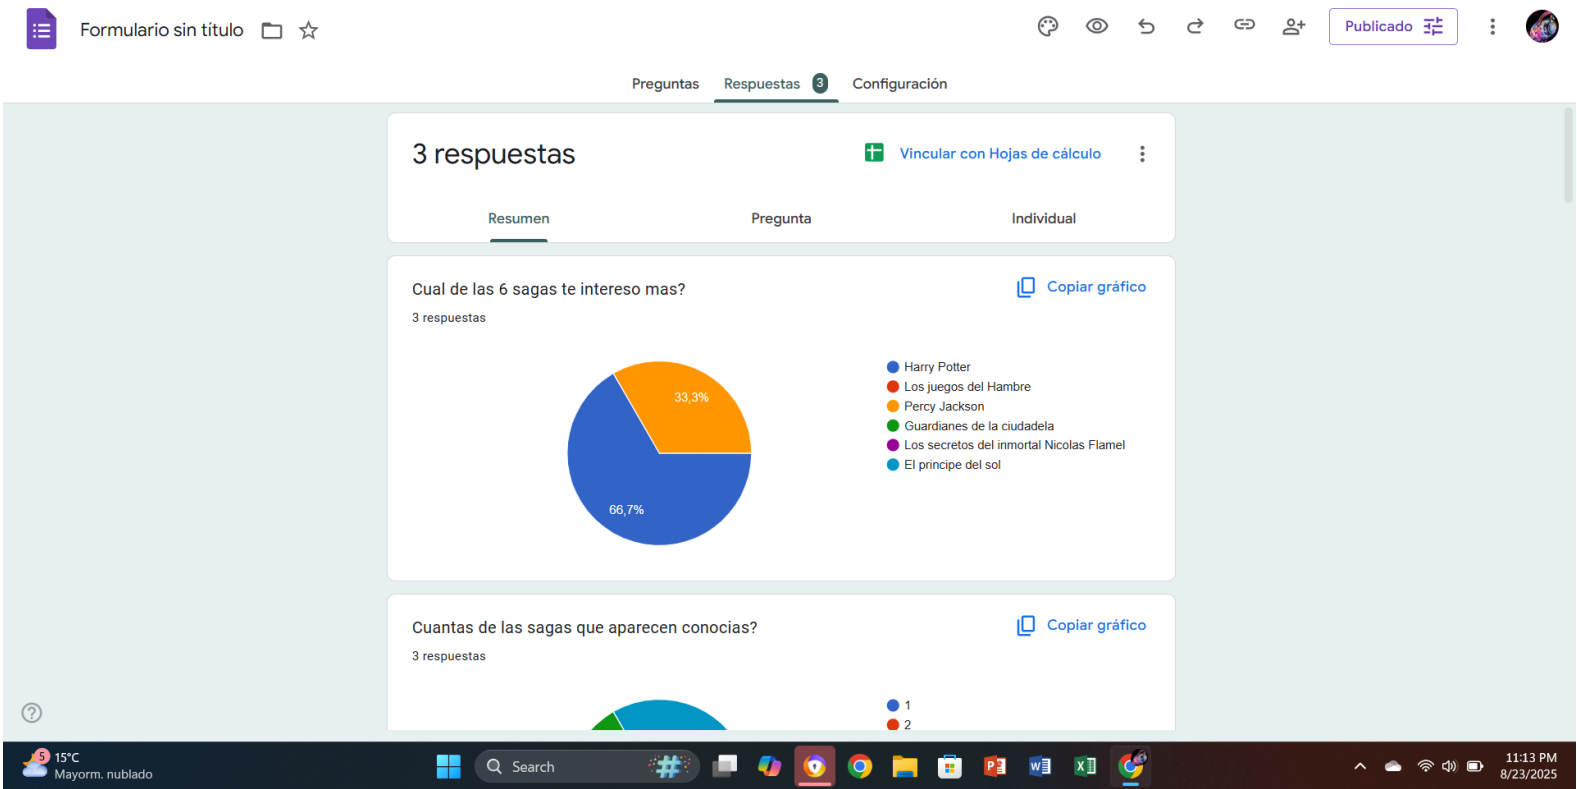 Formulario sin título
Publicado
Preguntas
Respuestas 3
Configuración
3 respuestas
Vincular con Hojas de cálculo
Resumen
Pregunta
Individual
Cual de las 6 sagas te intereso mas?
Copiar gráfico
3 respuestas
33,3%
66,7%
Harry Potter
Los juegos del Hambre
Percy Jackson
Guardianes de la ciudadela
Los secretos del inmortal Nicolas Flamel
El principe del sol
Cuantas de las sagas que aparecen conocias?
Copiar gráfico
3 respuestas
1
2
5
15°C
Mayorm. nublado
Search
11:13 PM
8/23/2025